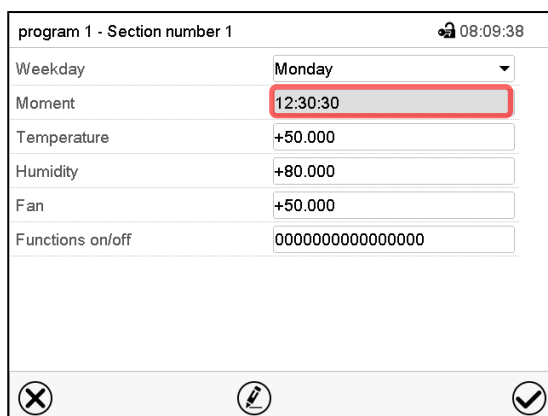 program 1 - Section number 1 08:09:38
Weekday Monday
Moment 12:30:30
Temperature +50.000
Humidity +80.000
Fan +50.000
Functions on/off 0000000000000000